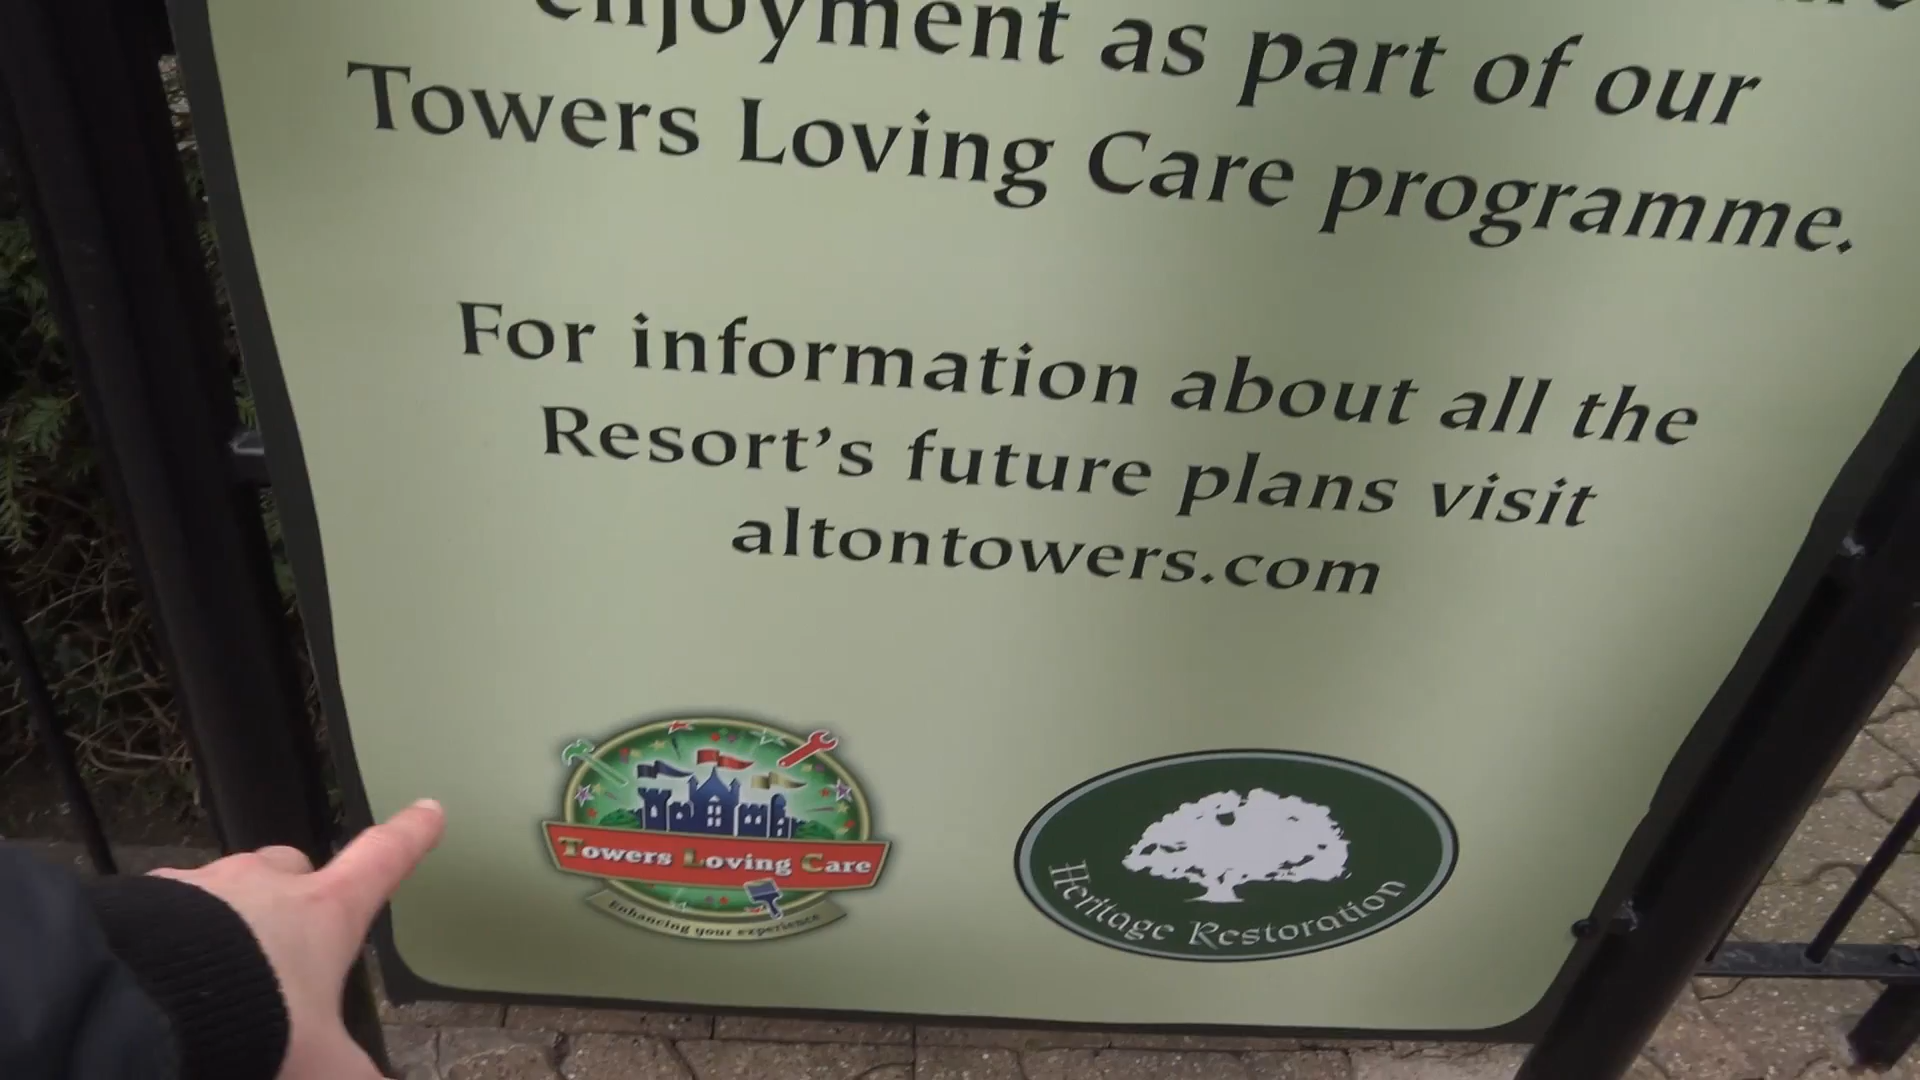 enjoyment as part of our
Towers Loving Care programme.
For information about all the
Resort's future plans visit
altontowers.com
Towers Loving Care
Enhancing your experience
Heritage Restoration